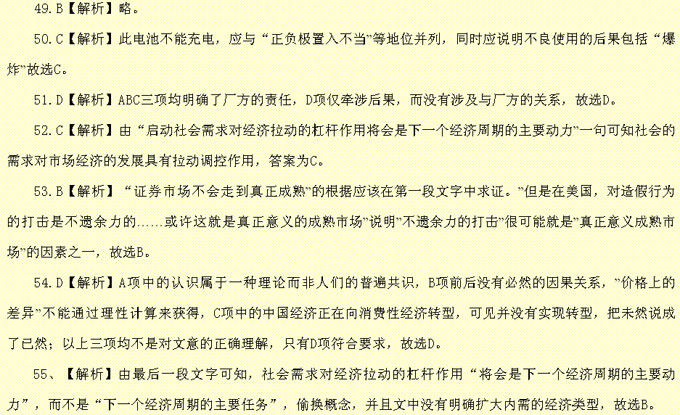 49.B【解析】略。
50.C【解析】此电池不能充电，应与“正负极置入不当”等地位并列，同时应说明不良使用的后果包括“爆
炸”故选C。
51.D【解析】ABC三项均明确了厂方的责任，D项仅牵涉后果，而没有涉及与厂方的关系，故选D。
52.C【解析】由“启动社会需求对经济拉动的杠杆作用将会是下一个经济周期的主要动力”一句可知社会的
需求对市场经济的发展具有拉动调控作用，答案为C。
53.B【解析】“证券市场不会走到真正成熟”的根据应该在第一段文字中求证。”但是在美国，对造假行为
的打击是不遗余力的……或许这就是真正意义的成熟市场”说明”不遗余力的打击”很可能就是”真正意义成熟市
场”的因素之一，故选B。
54.D【解析】A项中的认识属于一种理论而非人们的普遍共识，B项前后没有必然的因果关系，”价格上的
差异”不能通过理性计算来获得，C项中的中国经济正在向消费性经济转型，可见并没有实现转型，把未然说成
了已然；以上三项均不是对文意的正确理解，只有D项符合要求，故选D。
55、【解析】由最后一段文字可知，社会需求对经济拉动的杠杆作用“将会是下一个经济周期的主要动
力”，而不是“下一个经济周期的主要任务”，偷换概念，并且文中没有明确扩大内需的经济类型，故选B。